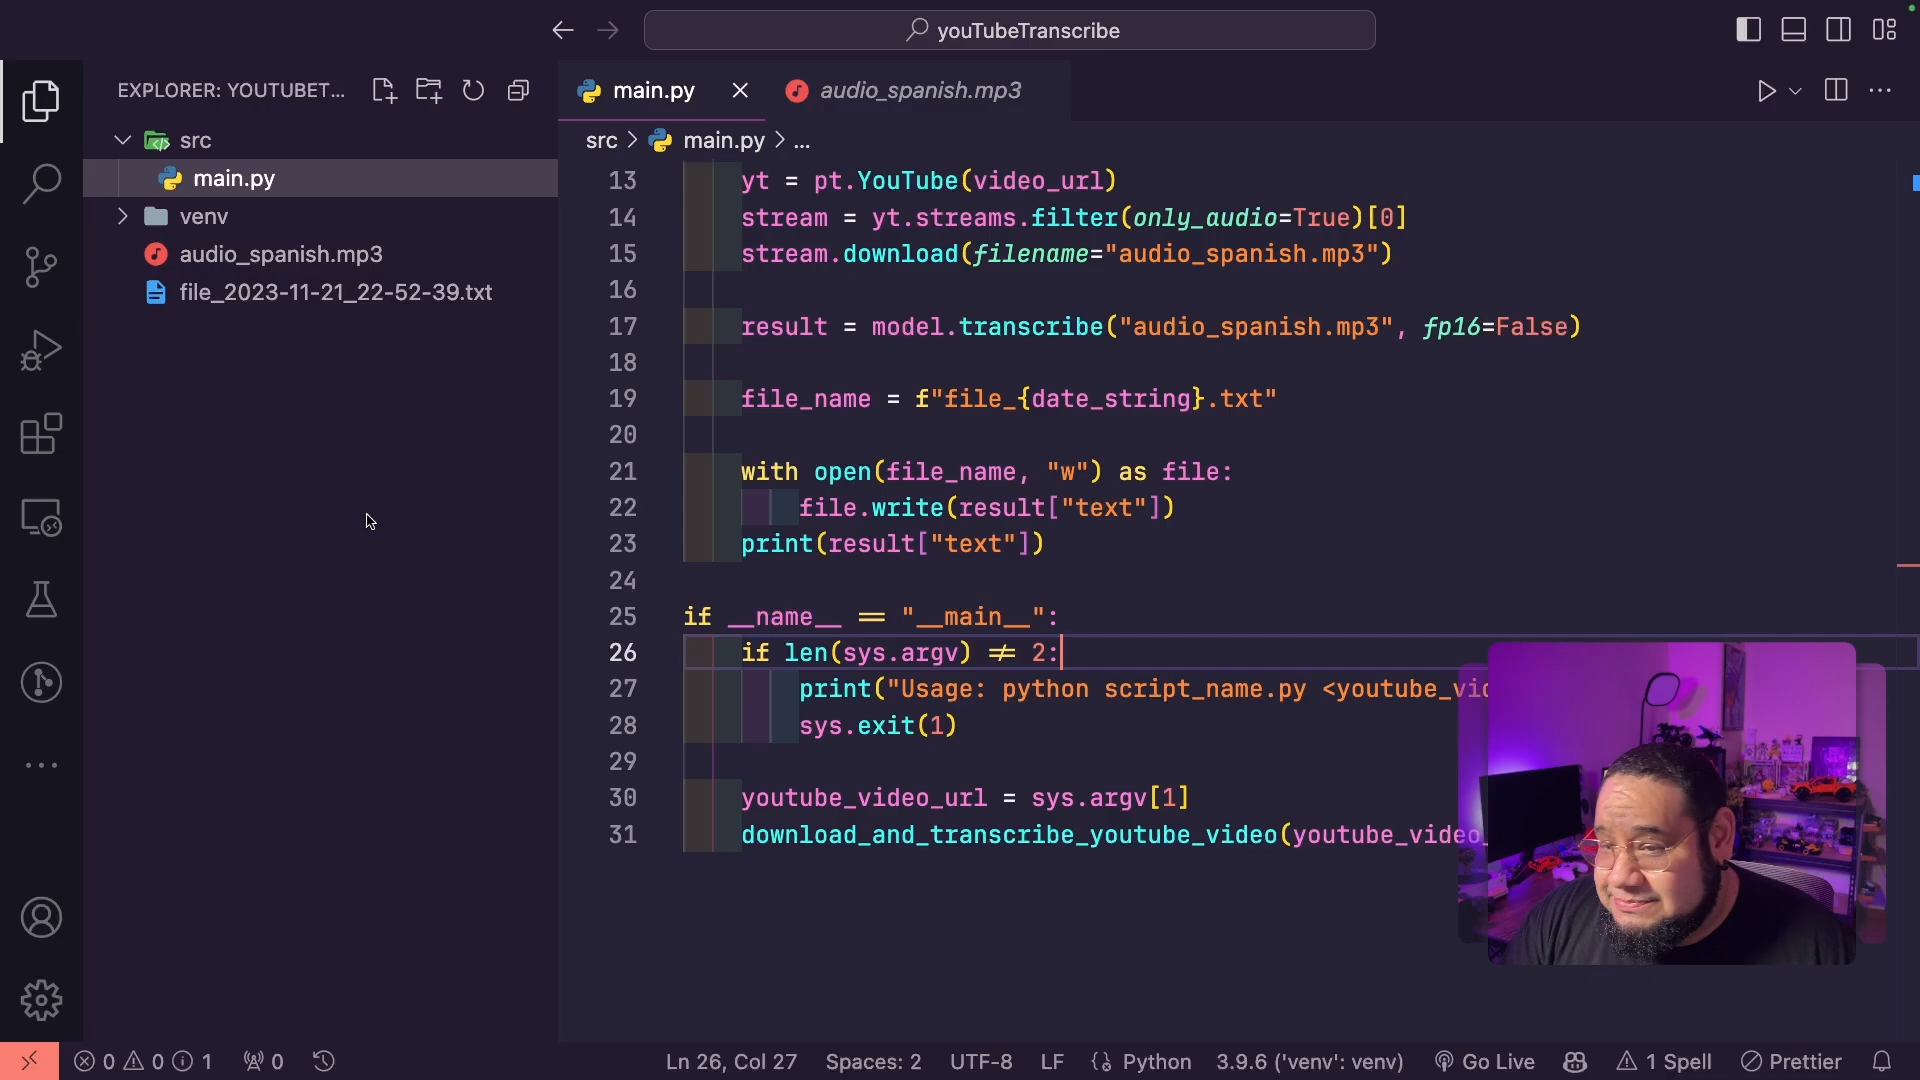 youTubeTranscribe
EXPLORER: YOUTUBET...
main.py
audio_spanish.mp3
src
main.py
venv
audio_spanish.mp3
file_2023-11-21_22-52-39.txt
src > main.py > ...
13 yt = pt.YouTube(video_url)
14 stream = yt.streams.filter(only_audio=True)[0]
15 stream.download(filename="audio_spanish.mp3")
16
17 result = model.transcribe("audio_spanish.mp3", fp16=False)
18
19 file_name = f"file_{date_string}.txt"
20
21 with open(file_name, "w") as file:
22 file.write(result["text"])
23 print(result["text"])
24
25 if __name__ == "__main__":
26 if len(sys.argv) != 2:
27 print("Usage: python script_name.py <youtube_vid
28 sys.exit(1)
29
30 youtube_video_url = sys.argv[1]
31 download_and_transcribe_youtube_video(youtube_video_
0 0 1 0 Ln 26, Col 27 Spaces: 2 UTF-8 LF {} Python 3.9.6 ('venv': venv) Go Live 1 Spell Prettier